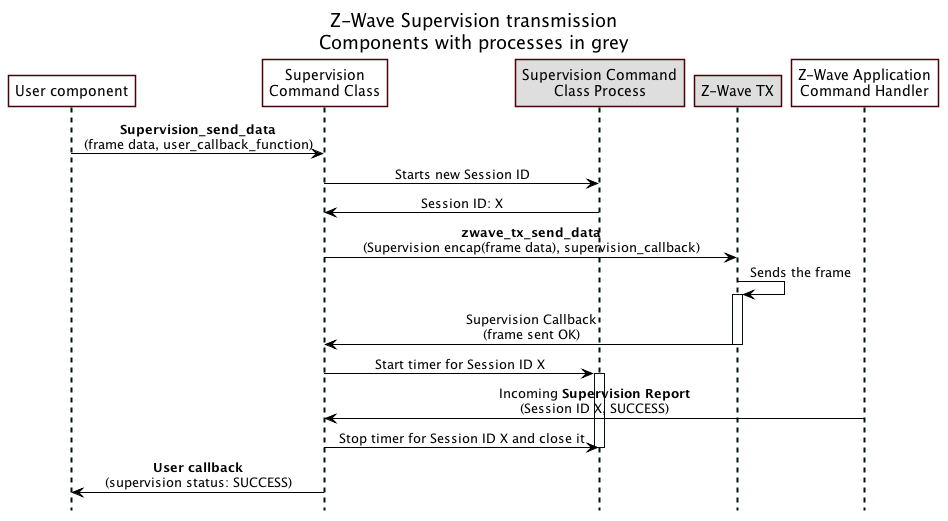 Z-Wave Supervision transmission
Components with processes in grey
User component
Supervision
Command Class
Supervision Command
Class Process
Z-Wave TX
Z-Wave Application
Command Handler
Supervision_send_data
(frame data, user_callback_function)
Starts new Session ID
Session ID: X
zwave_tx_send_data
(Supervision encap(frame data), supervision_callback)
Sends the frame
Supervision Callback
(frame sent OK)
Start timer for Session ID X
Incoming Supervision Report
(Session ID X, SUCCESS)
Stop timer for Session ID X and close it
User callback
(supervision status: SUCCESS)